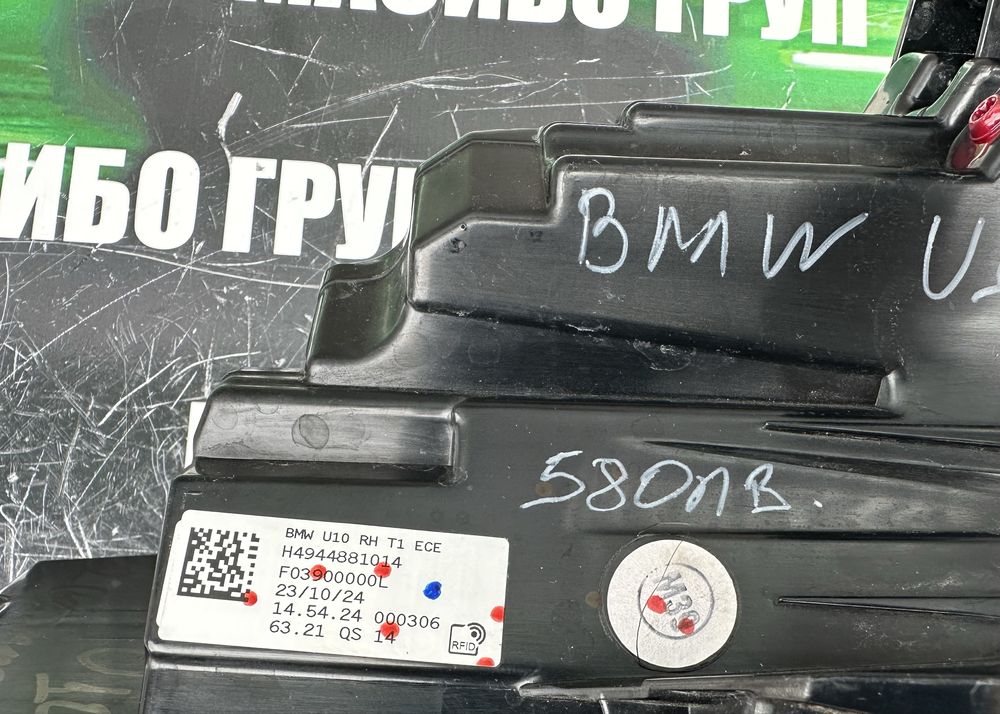 ИБО ГРУП
BMW U
580лв.
BMW U10 RH T1 ECE
H4944881014
F03900000L
23/10/24
14.54.24 000306
63.21 QS 14
RFID